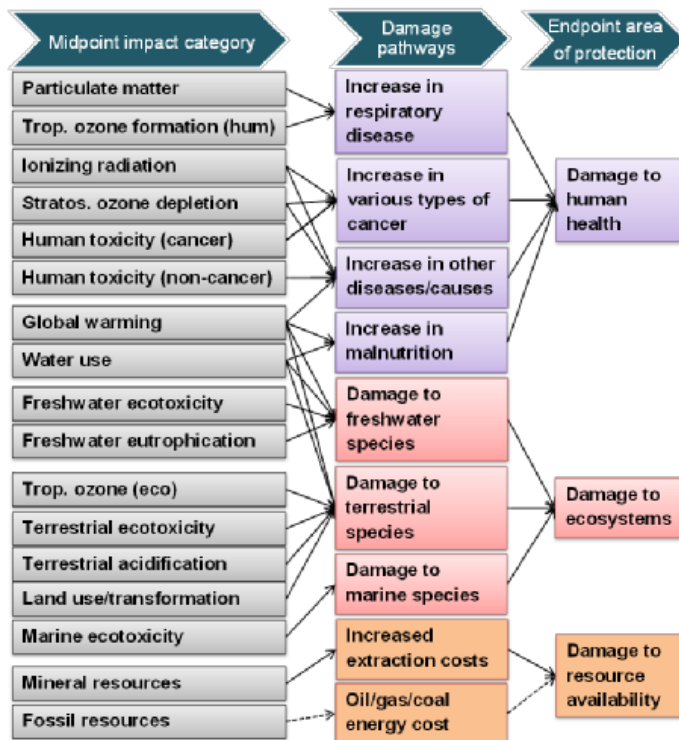 Midpoint impact category
Damage
pathways
Endpoint area
of protection
Particulate matter
Trop. ozone formation (hum)
Ionizing radiation
Stratos. ozone depletion
Human toxicity (cancer)
Human toxicity (non-cancer)
Global warming
Water use
Freshwater ecotoxicity
Freshwater eutrophication
Trop. ozone (eco)
Terrestrial ecotoxicity
Terrestrial acidification
Land use/transformation
Marine ecotoxicity
Mineral resources
Fossil resources
Increase in
respiratory
disease
Increase in
various types of
cancer
Increase in other
diseases/causes
Increase in
malnutrition
Damage to
freshwater
species
Damage to
terrestrial
species
Damage to
marine species
Increased
extraction costs
Oil/gas/coal
energy cost
Damage to
human
health
Damage to
ecosystems
Damage to
resource
availability